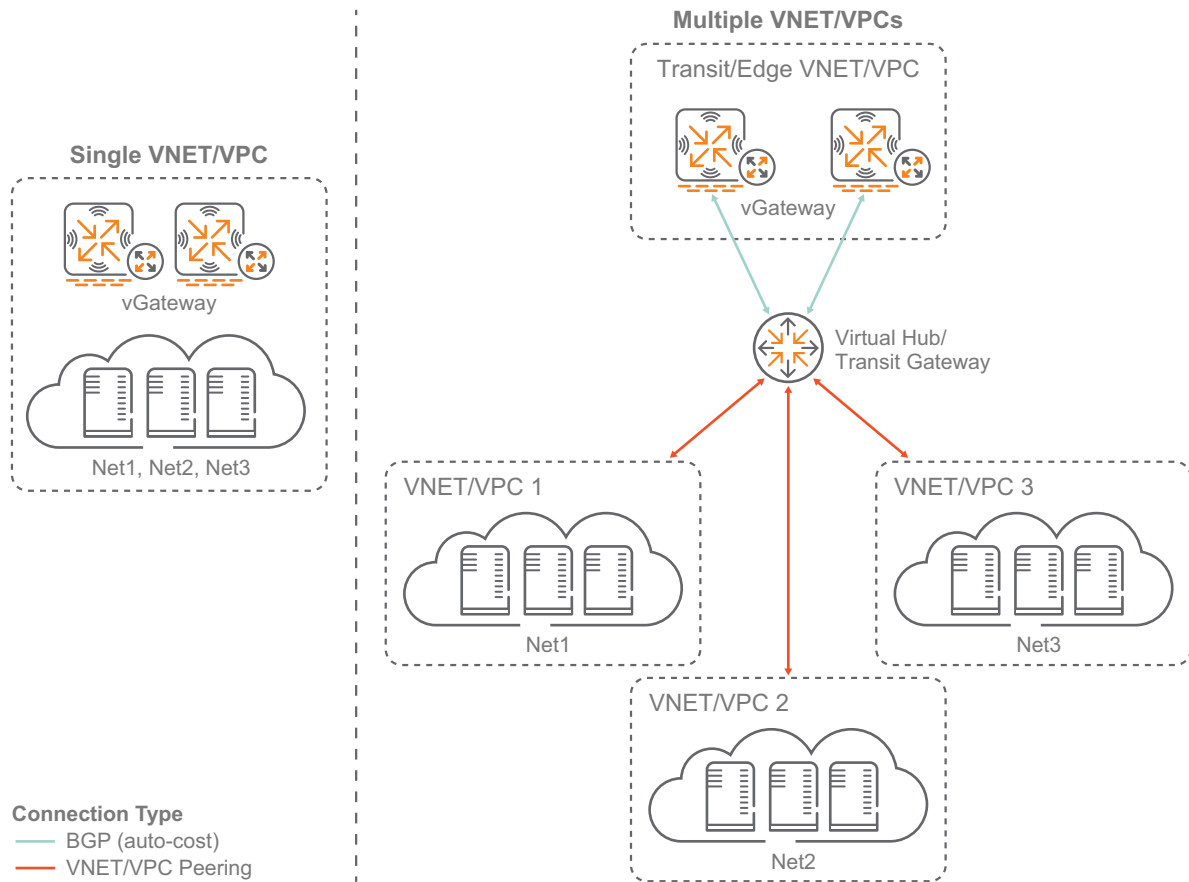 Single VNET/VPC
vGateway
Net1, Net2, Net3
Multiple VNET/VPCs
Transit/Edge VNET/VPC
vGateway
Virtual Hub/
Transit Gateway
VNET/VPC 1
Net1
VNET/VPC 3
Net3
VNET/VPC 2
Net2
Connection Type
BGP (auto-cost)
VNET/VPC Peering